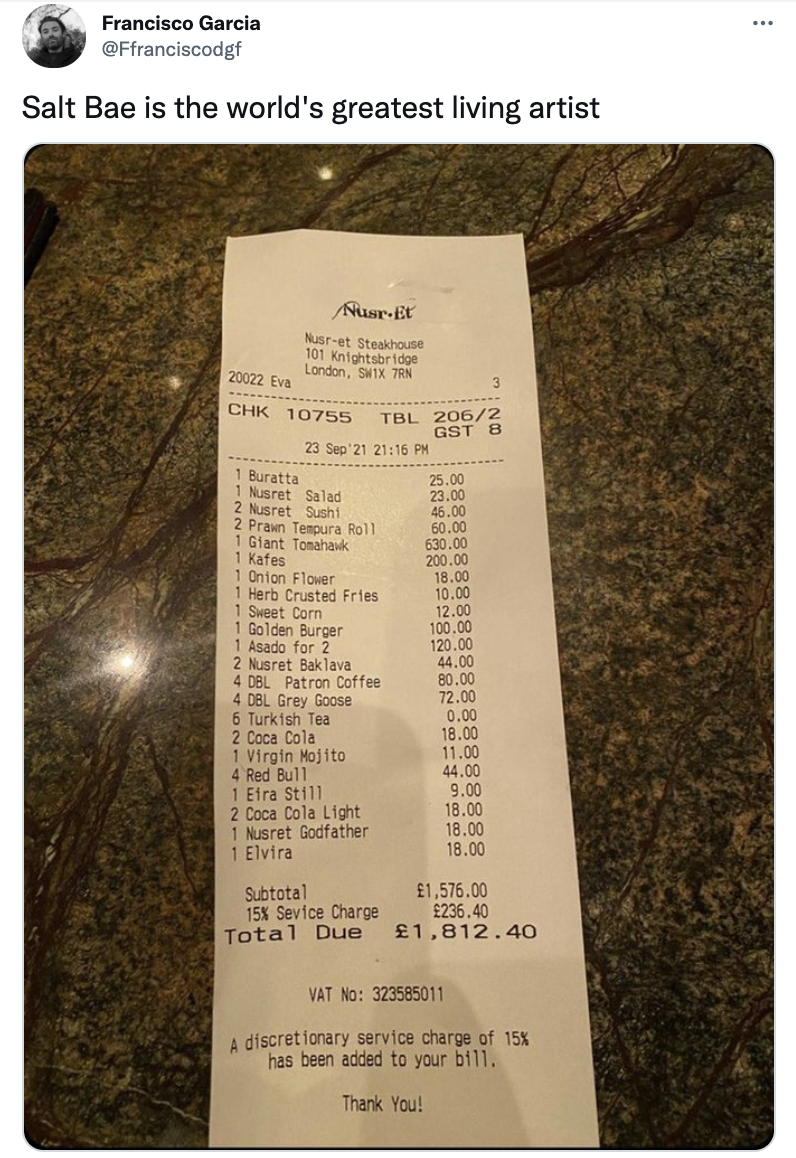 Francisco Garcia
@Ffranciscodgf
Salt Bae is the world's greatest living artist
Nusr-Et
Nusr-et Steakhouse
101 Knightsbridge
London, SW1X 7RN
20022 Eva 3
CHK 10755 TBL 206/2
GST 8
23 Sep'21 21:16 PM
1 Buratta 25.00
1 Nusret Salad 23.00
2 Nusret Sushi 46.00
2 Prawn Tempura Roll 60.00
1 Giant Tomahawk 630.00
1 Kafes 200.00
1 Onion Flower 18.00
1 Herb Crusted Fries 10.00
1 Sweet Corn 12.00
1 Golden Burger 100.00
1 Asado for 2 120.00
2 Nusret Baklava 44.00
4 DBL Patron Coffee 80.00
4 DBL Grey Goose 72.00
6 Turkish Tea 0.00
2 Coca Cola 18.00
1 Virgin Mojito 11.00
4 Red Bull 44.00
1 Eira Still 9.00
2 Coca Cola Light 18.00
1 Nusret Godfather 18.00
1 Elvira 18.00
Subtotal £1,576.00
15% Sevice Charge £236.40
Total Due £1,812.40
VAT No: 323585011
A discretionary service charge of 15%
has been added to your bill.
Thank You!